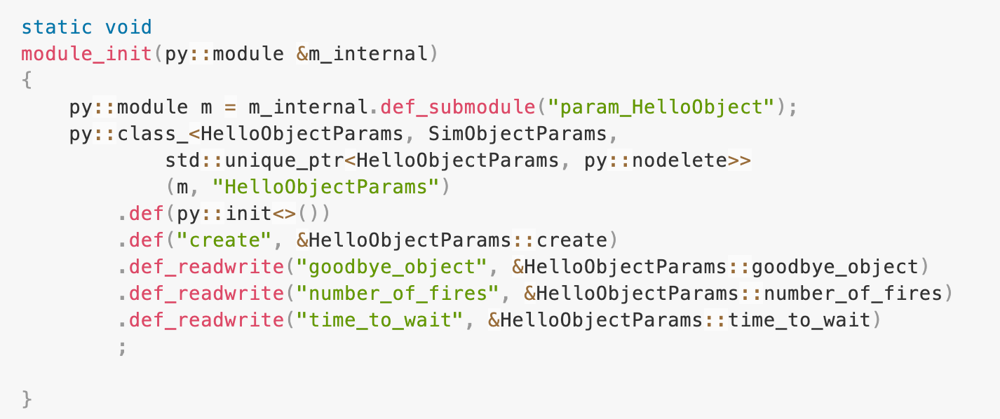 static void
module_init(py::module &m_internal)
{
    py::module m = m_internal.def_submodule("param_HelloObject");
    py::class_<HelloObjectParams, SimObjectParams,
            std::unique_ptr<HelloObjectParams, py::nodelete>>
            (m, "HelloObjectParams")
        .def(py::init<>())
        .def("create", &HelloObjectParams::create)
        .def_readwrite("goodbye_object", &HelloObjectParams::goodbye_object)
        .def_readwrite("number_of_fires", &HelloObjectParams::number_of_fires)
        .def_readwrite("time_to_wait", &HelloObjectParams::time_to_wait)
        ;
}